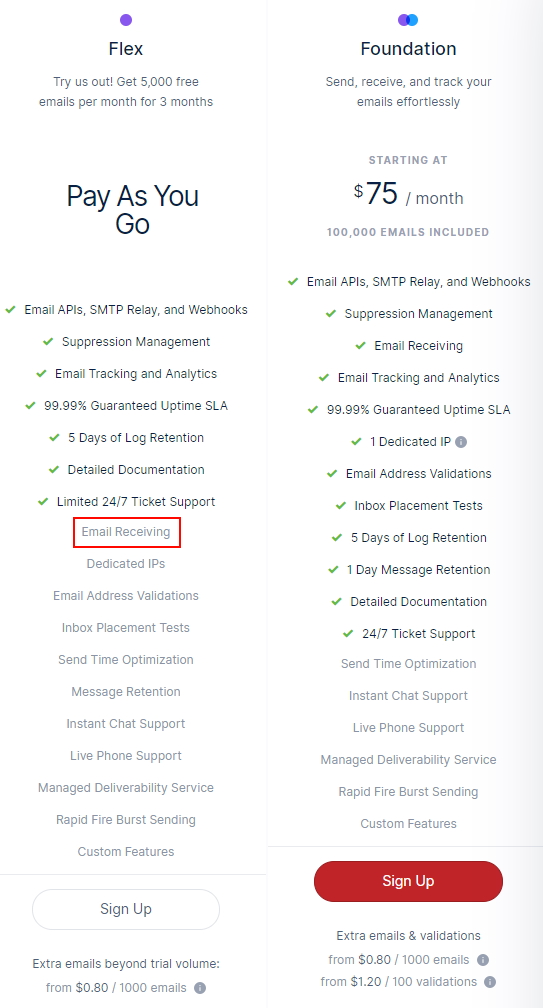 Flex
Try us out! Get 5,000 free
emails per month for 3 months
Pay As You
Go
Email APIs, SMTP Relay, and Webhooks
Suppression Management
Email Tracking and Analytics
99.99% Guaranteed Uptime SLA
5 Days of Log Retention
Detailed Documentation
Limited 24/7 Ticket Support
Email Receiving
Dedicated IPs
Email Address Validations
Inbox Placement Tests
Send Time Optimization
Message Retention
Instant Chat Support
Live Phone Support
Managed Deliverability Service
Rapid Fire Burst Sending
Custom Features
Sign Up
Extra emails beyond trial volume:
from $0.80 / 1000 emails i
Foundation
Send, receive, and track your
emails effortlessly
STARTING AT
$75 / month
100,000 EMAILS INCLUDED
Email APIs, SMTP Relay, and Webhooks
Suppression Management
Email Receiving
Email Tracking and Analytics
99.99% Guaranteed Uptime SLA
1 Dedicated IP i
Email Address Validations
Inbox Placement Tests
5 Days of Log Retention
1 Day Message Retention
Detailed Documentation
24/7 Ticket Support
Send Time Optimization
Instant Chat Support
Live Phone Support
Managed Deliverability Service
Rapid Fire Burst Sending
Custom Features
Sign Up
Extra emails & validations
from $0.80 / 1000 emails i
from $1.20 / 100 validations i